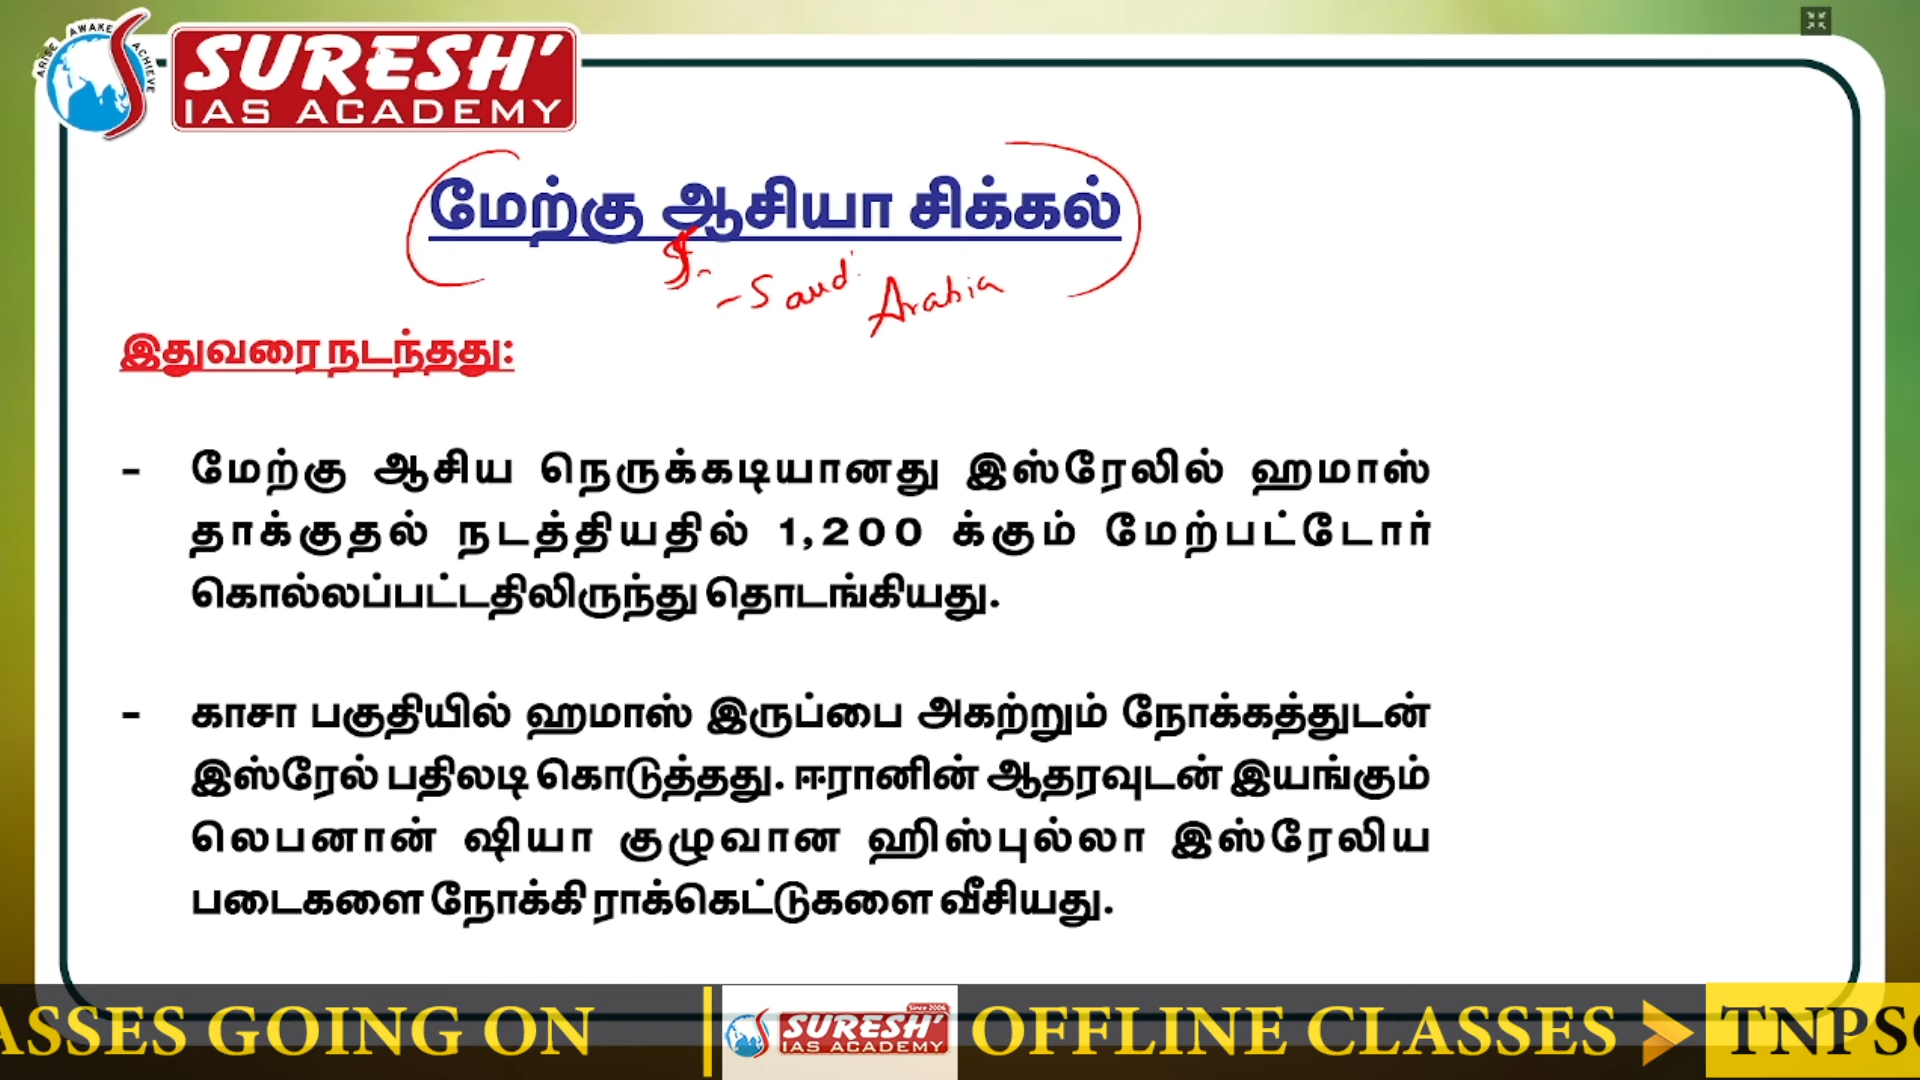 ARISE AWAKE ACHIEVE
SURESH'
IAS ACADEMY
மேற்கு ஆசியா சிக்கல்
- Saudi Arabia
இதுவரை நடந்தது:
- மேற்கு ஆசிய நெருக்கடியானது இஸ்ரேலில் ஹமாஸ்
தாக்குதல் நடத்தியதில் 1,200 க்கும் மேற்பட்டோர்
கொல்லப்பட்டதிலிருந்து தொடங்கியது.
- காசா பகுதியில் ஹமாஸ் இருப்பை அகற்றும் நோக்கத்துடன்
இஸ்ரேல் பதிலடி கொடுத்தது. ஈரானின் ஆதரவுடன் இயங்கும்
லெபனான் ஷியா குழுவான ஹிஸ்புல்லா இஸ்ரேலிய
படைகளை நோக்கி ராக்கெட்டுகளை வீசியது.
ASSES GOING ON
Since 2006
SURESH'
IAS ACADEMY
OFFLINE CLASSES
TNPSC